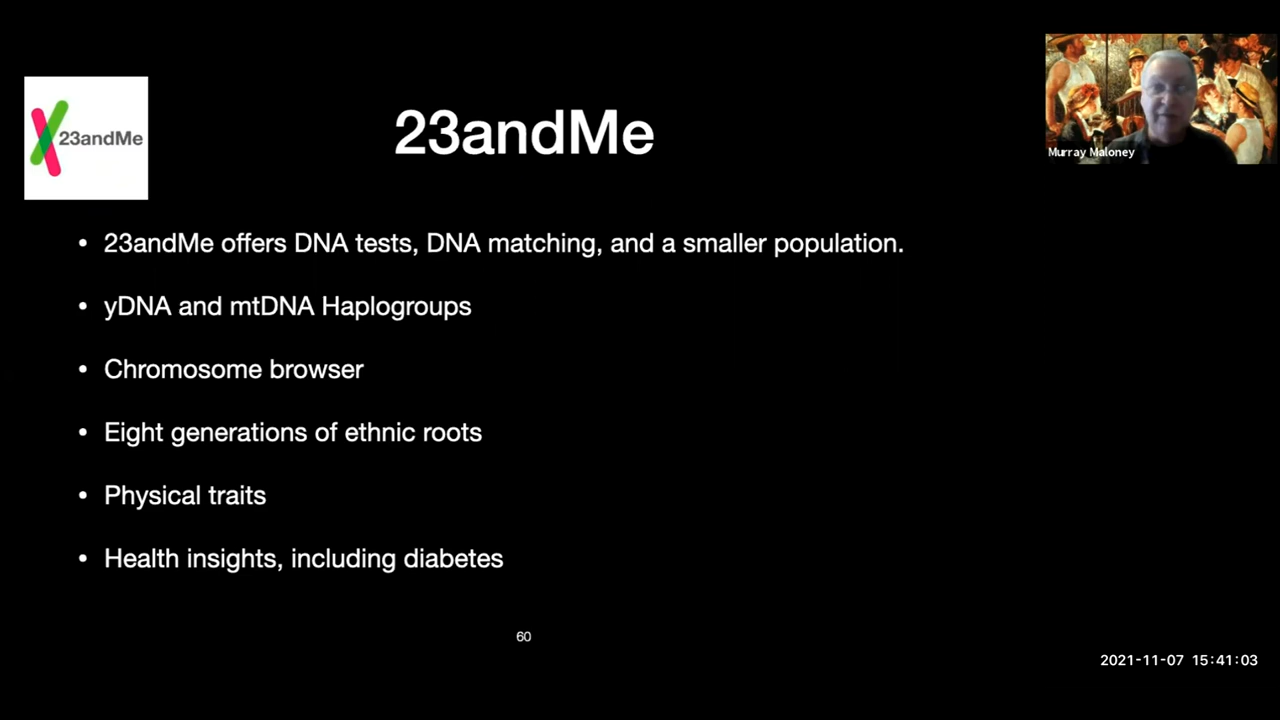 23andMe
23andMe
Murray Maloney
• 23andMe offers DNA tests, DNA matching, and a smaller population.
• yDNA and mtDNA Haplogroups
• Chromosome browser
• Eight generations of ethnic roots
• Physical traits
• Health insights, including diabetes
60
2021-11-07 15:41:03